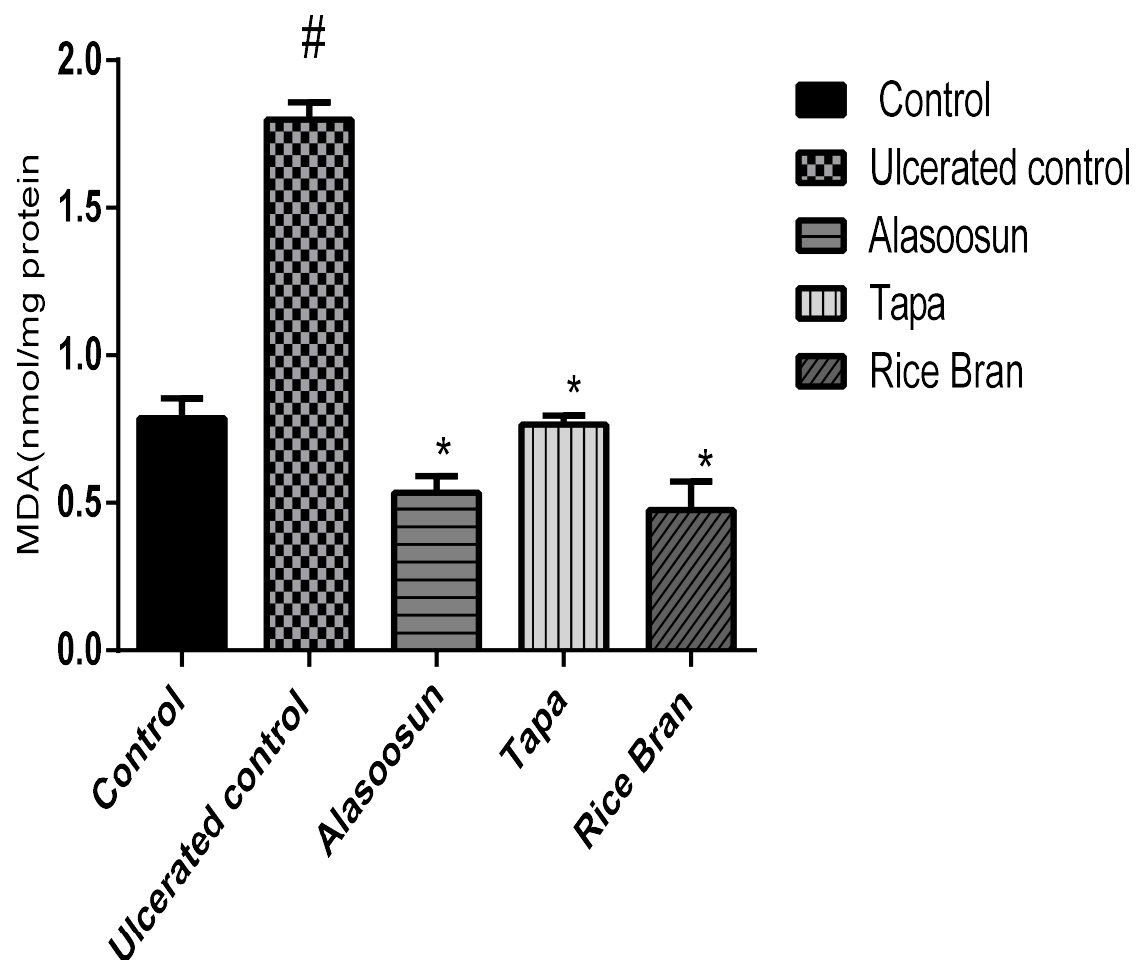 #
2.0
1.5
1.0
0.5
0.0
MDA(nmol/mg protein
*
*
*
Control
Ulcerated control
Alasoosun
Tapa
Rice Bran
Control
Ulcerated control
Alasoosun
Tapa
Rice Bran